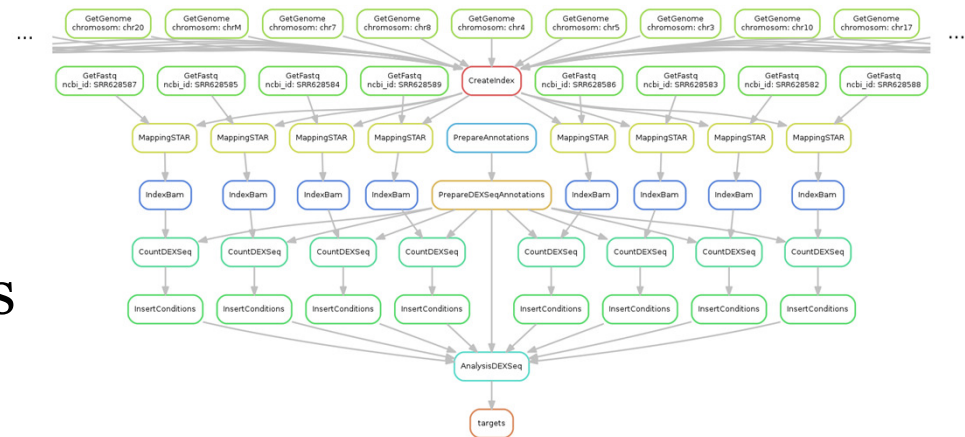 GetGenome
chromosom: chr20
GetGenome
chromosom: chrM
GetGenome
chromosom: chr7
GetGenome
chromosom: chr8
GetGenome
chromosom: chr4
GetGenome
chromosom: chr5
GetGenome
chromosom: chr3
GetGenome
chromosom: chr10
GetGenome
chromosom: chr17
...
...
GetFastq
ncbi_id: SRR628587
GetFastq
ncbi_id: SRR628585
GetFastq
ncbi_id: SRR628584
GetFastq
ncbi_id: SRR628589
CreateIndex
GetFastq
ncbi_id: SRR628586
GetFastq
ncbi_id: SRR628583
GetFastq
ncbi_id: SRR628582
GetFastq
ncbi_id: SRR628588
MappingSTAR
MappingSTAR
MappingSTAR
MappingSTAR
PrepareAnnotations
MappingSTAR
MappingSTAR
MappingSTAR
MappingSTAR
IndexBam
IndexBam
IndexBam
IndexBam
PrepareDEXSeqAnnotations
IndexBam
IndexBam
IndexBam
IndexBam
CountDEXSeq
CountDEXSeq
CountDEXSeq
CountDEXSeq
CountDEXSeq
CountDEXSeq
CountDEXSeq
CountDEXSeq
s
InsertConditions
InsertConditions
InsertConditions
InsertConditions
InsertConditions
InsertConditions
InsertConditions
InsertConditions
AnalysisDEXSeq
targets